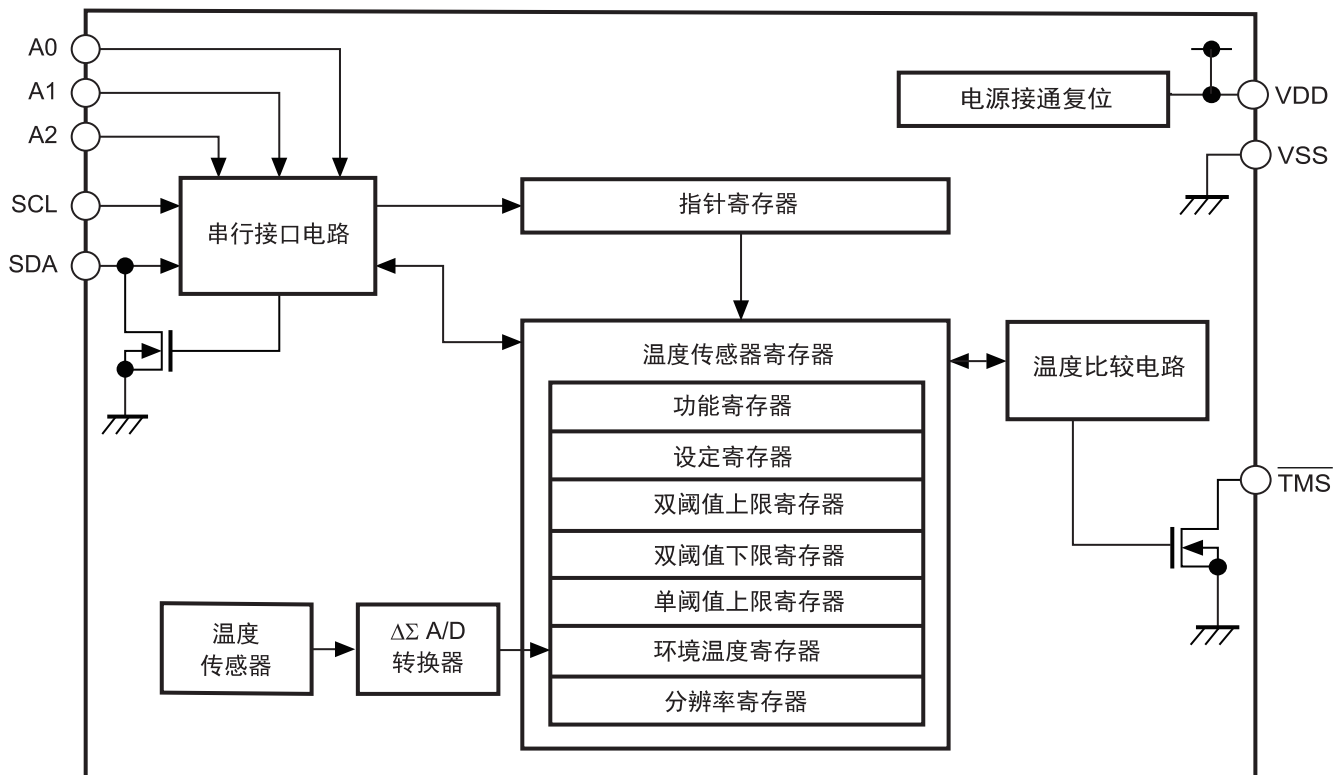 A0
A1
A2
SCL
SDA
串行接口电路
指针寄存器
电源接通复位
VDD
VSS
温度传感器寄存器
功能寄存器
设定寄存器
双阈值上限寄存器
双阈值下限寄存器
单阈值上限寄存器
环境温度寄存器
分辨率寄存器
温度比较电路
TMS
温度
传感器
ΔΣ A/D
转换器